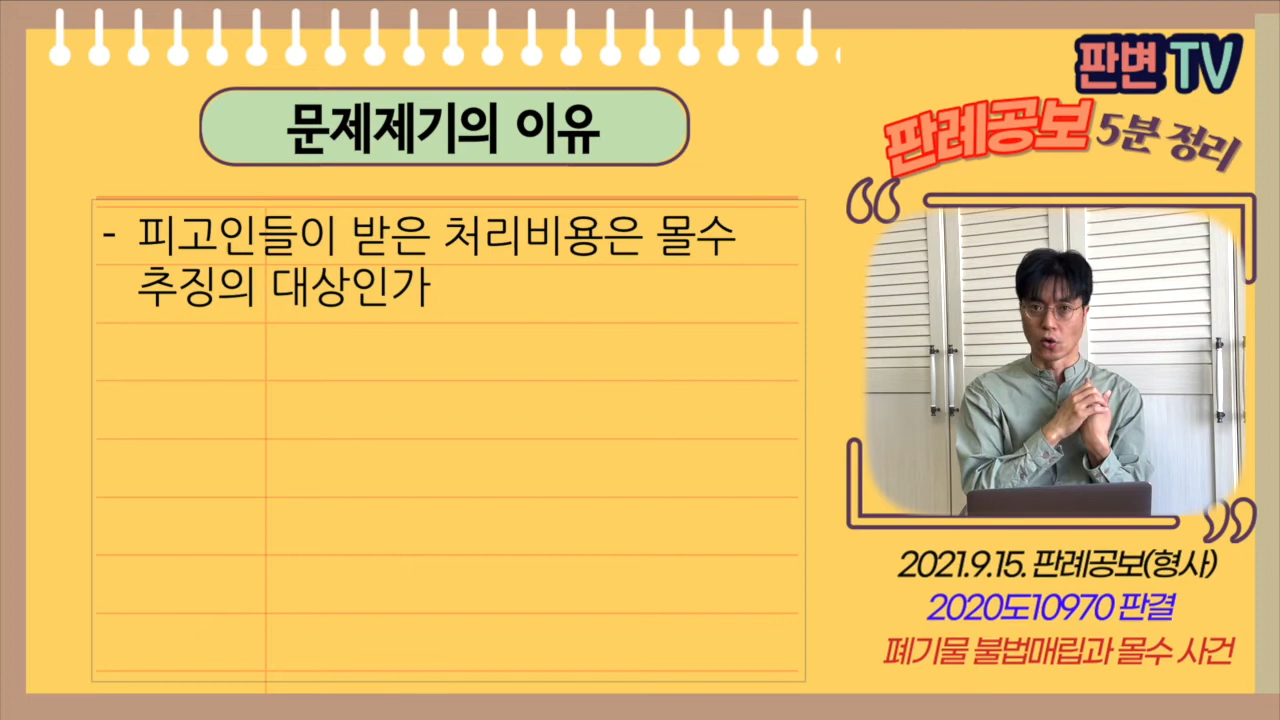 문제제기의 이유
- 피고인들이 받은 처리비용은 몰수
추징의 대상인가
판변 TV
판례공보 5분 정리
2021.9.15. 판례공보(형사)
2020도10970 판결
폐기물 불법매립과 몰수 사건